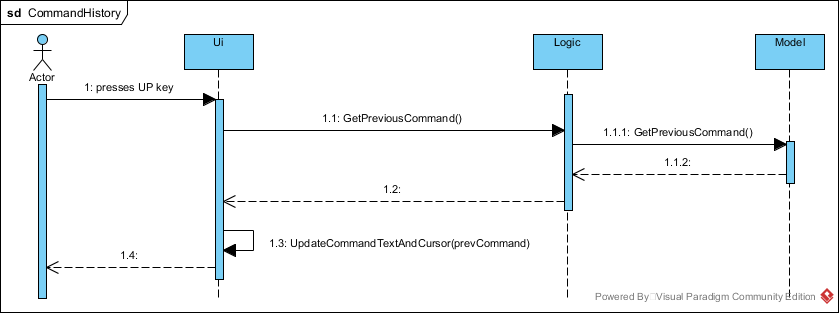 sd CommandHistory
Ui
Logic
Model
Actor
1: presses UP key
1.1: GetPreviousCommand()
1.1.1: GetPreviousCommand()
1.1.2:
1.2:
1.3: UpdateCommandTextAndCursor(prevCommand)
1.4:
Powered By Visual Paradigm Community Edition